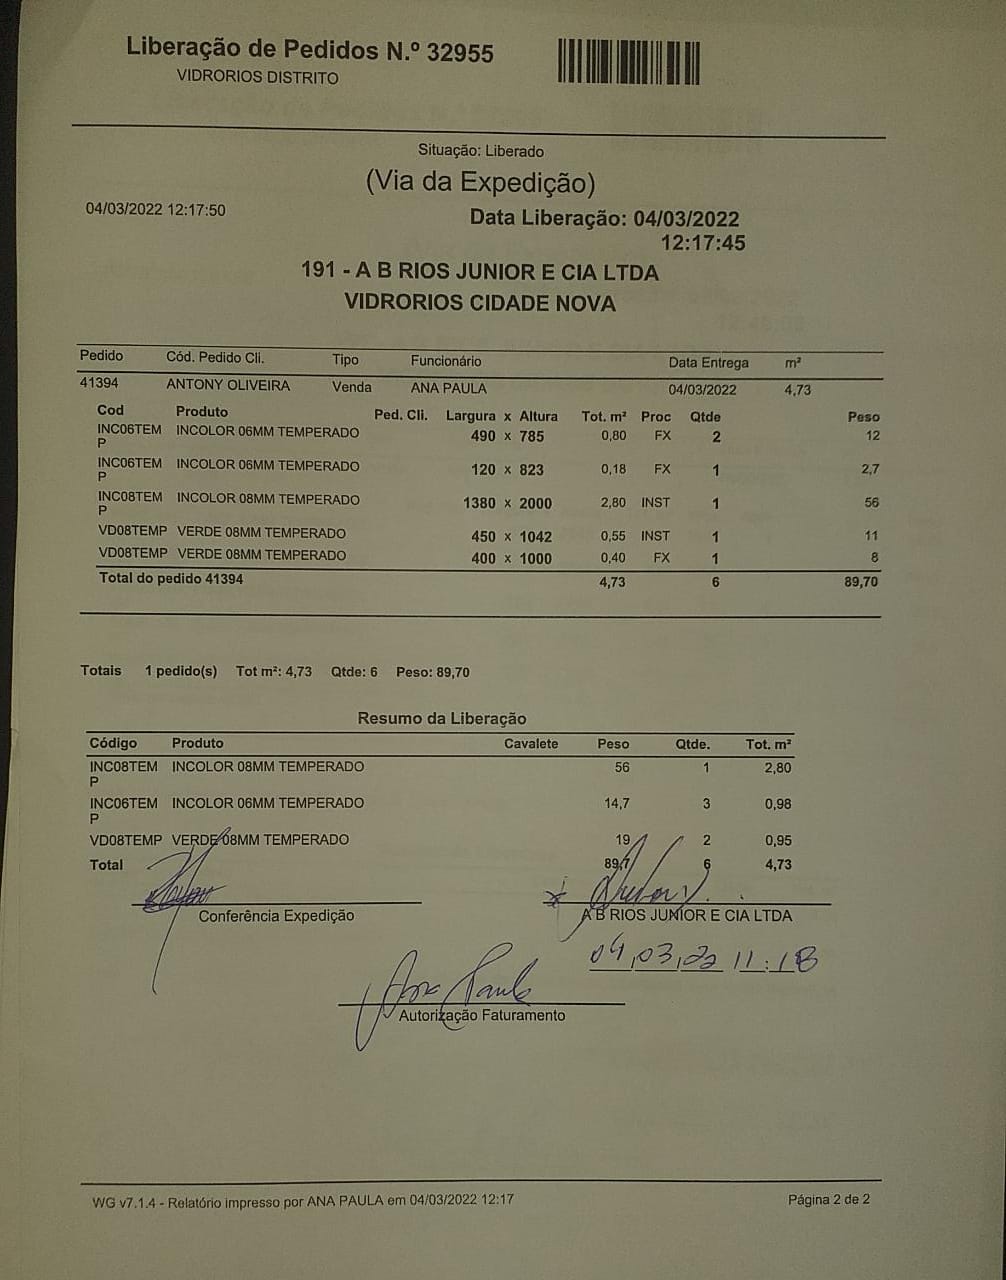 Liberação de Pedidos N.º 32955
VIDRORIOS DISTRITO
Situação: Liberado
(Via da Expedição)
04/03/2022 12:17:50
Data Liberação: 04/03/2022
12:17:45
191 - A B RIOS JUNIOR E CIA LTDA
VIDRORIOS CIDADE NOVA
Pedido Cód. Pedido Cli. Tipo Funcionário Data Entrega m²
41394 ANTONY OLIVEIRA Venda ANA PAULA 04/03/2022 4,73
Cod Produto Ped. Cli. Largura x Altura Tot. m² Proc Qtde Peso
INC06TEM INCOLOR 06MM TEMPERADO 490 x 785 0,80 FX 2 12
P
INC06TEM INCOLOR 06MM TEMPERADO 120 x 823 0,18 FX 1 2,7
P
INC08TEM INCOLOR 08MM TEMPERADO 1380 x 2000 2,80 INST 1 56
P
VD08TEMP VERDE 08MM TEMPERADO 450 x 1042 0,55 INST 1 11
VD08TEMP VERDE 08MM TEMPERADO 400 x 1000 0,40 FX 1 8
Total do pedido 41394 4,73 6 89,70
Totais 1 pedido(s) Tot m²: 4,73 Qtde: 6 Peso: 89,70
Resumo da Liberação
Código Produto Cavalete Peso Qtde. Tot. m²
INC08TEM INCOLOR 08MM TEMPERADO 56 1 2,80
P
INC06TEM INCOLOR 06MM TEMPERADO 14,7 3 0,98
P
VD08TEMP VERDE 08MM TEMPERADO 19 2 0,95
Total 89,7 6 4,73
Conferência Expedição
A B RIOS JUNIOR E CIA LTDA
04,03,22 11:18
Ana Paula
Autorização Faturamento
WG v7.1.4 - Relatório impresso por ANA PAULA em 04/03/2022 12:17
Página 2 de 2